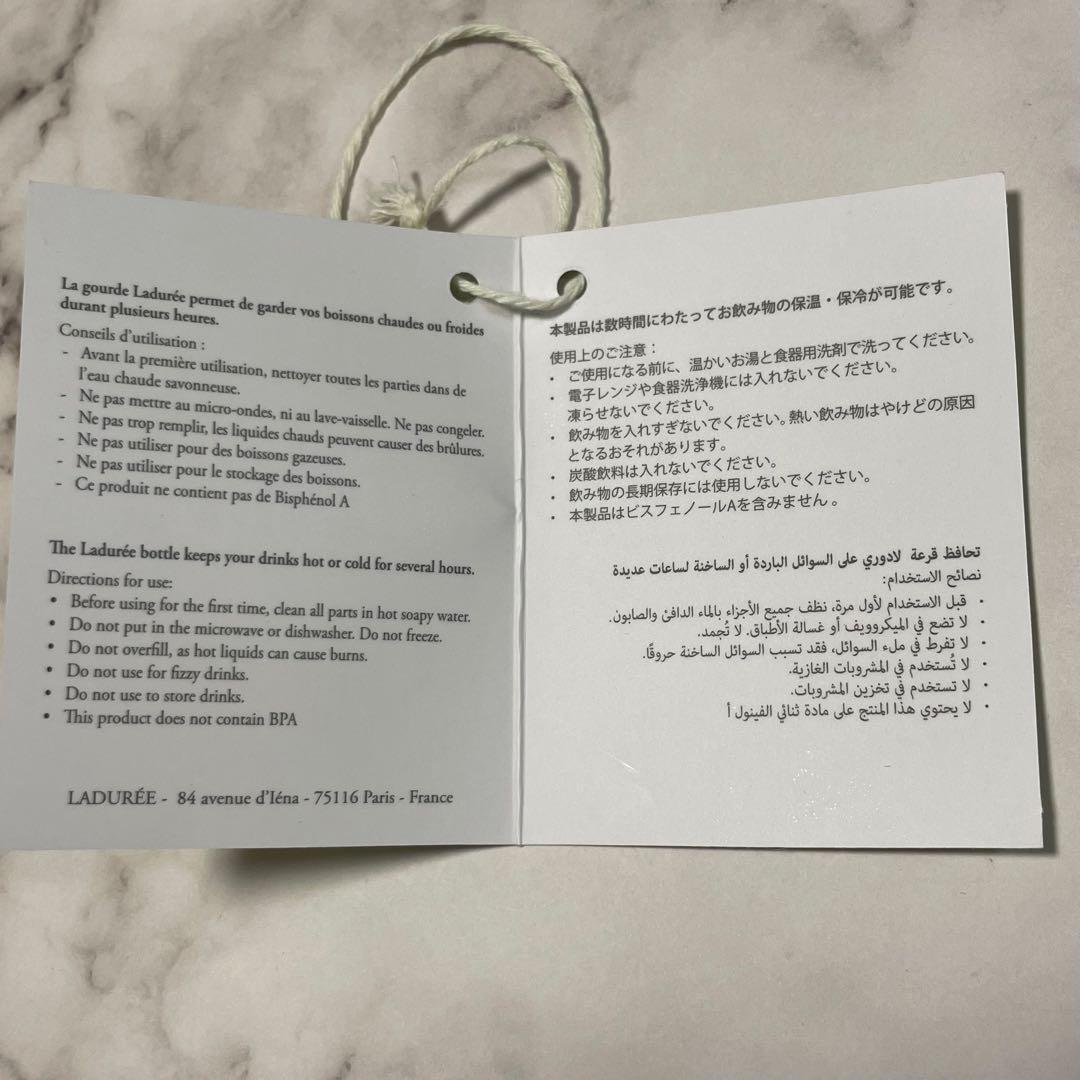 La gourde Ladurée permet de garder vos boissons chaudes ou froides
durant plusieurs heures.
Conseils d'utilisation :
- Avant la première utilisation, nettoyer toutes les parties dans de
l'eau chaude savonneuse.
- Ne pas mettre au micro-ondes, ni au lave-vaisselle. Ne pas congeler.
- Ne pas trop remplir, les liquides chauds peuvent causer des brûlures.
- Ne pas utiliser pour des boissons gazeuses.
- Ne pas utiliser pour le stockage des boissons.
- Ce produit ne contient pas de Bisphénol A
The Ladurée bottle keeps your drinks hot or cold for several hours.
Directions for use:
• Before using for the first time, clean all parts in hot soapy water.
• Do not put in the microwave or dishwasher. Do not freeze.
• Do not overfill, as hot liquids can cause burns.
• Do not use for fizzy drinks.
• Do not use to store drinks.
• This product does not contain BPA
LADURÉE - 84 avenue d'Iéna - 75116 Paris - France
本製品は数時間にわたってお飲み物の保温・保冷が可能です。
使用上のご注意：
• ご使用になる前に、温かいお湯と食器用洗剤で洗ってください。
• 電子レンジや食器洗浄機には入れないでください。
凍らせないでください。
• 飲み物を入れすぎないでください。熱い飲み物はやけどの原因
となるおそれがあります。
• 炭酸飲料は入れないでください。
• 飲み物の長期保存には使用しないでください。
• 本製品はビスフェノールAを含みません 。
تحافظ قرعة لادوري على السوائل الباردة أو الساخنة لساعات عديدة
نصائح الاستخدام:
• قبل الاستخدام لأول مرة، نظف جميع الأجزاء بالماء الدافئ والصابون.
• لا تضع في الميكروويف أو غسالة الأطباق. لا تُجمد.
• لا تفرط في ملء السوائل، فقد تسبب السوائل الساخنة حروقًا.
• لا تُستخدم في المشروبات الغازية.
• لا تستخدم في تخزين المشروبات.
• لا يحتوي هذا المنتج على مادة ثنائي الفينول أ